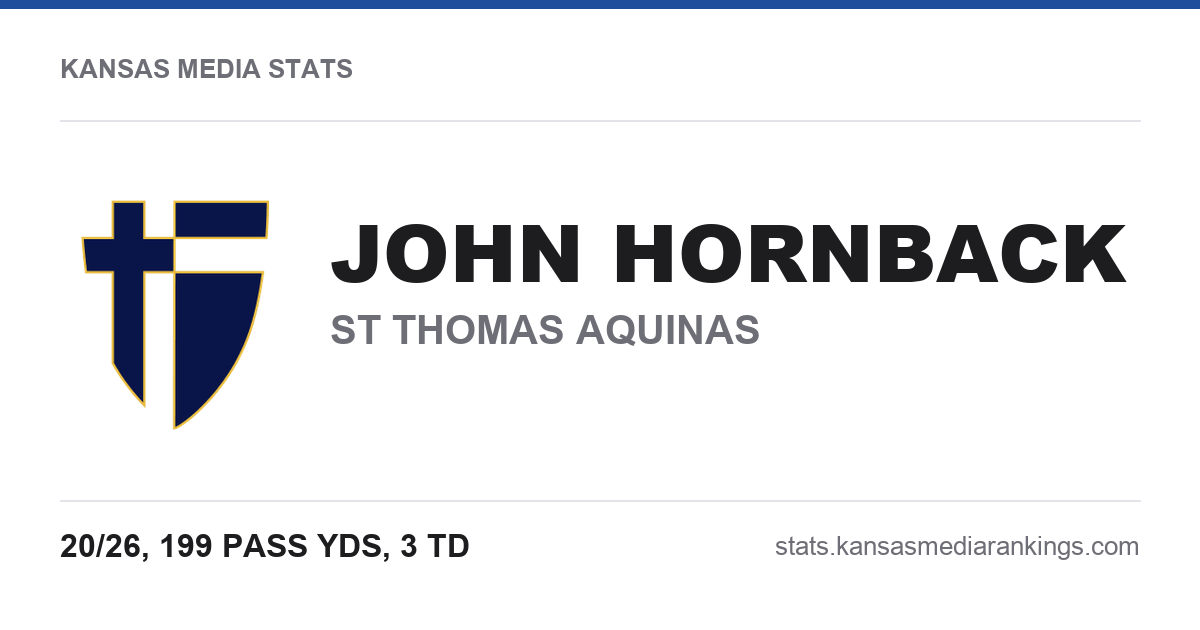 KANSAS MEDIA STATS
JOHN HORNBACK
ST THOMAS AQUINAS
20/26, 199 PASS YDS, 3 TD
stats.kansasmediarankings.com